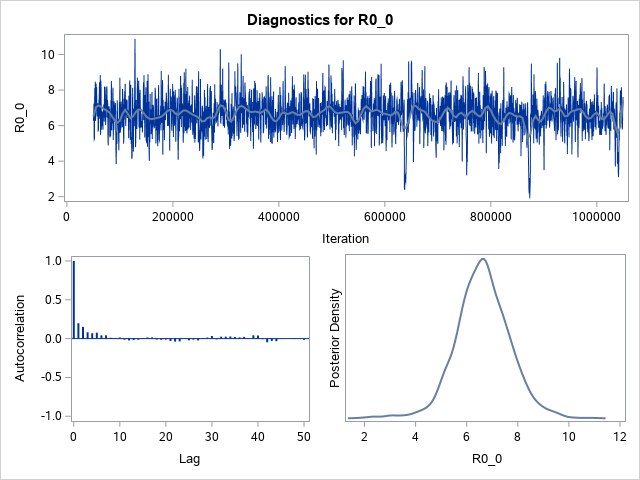 Diagnostics for R0_0
10
8
6
4
2
R0_0
0 200000 400000 600000 800000 1000000
Iteration
1.0
0.5
0.0
-0.5
-1.0
Autocorrelation
0 10 20 30 40 50
Lag
Posterior Density
2 4 6 8 10 12
R0_0